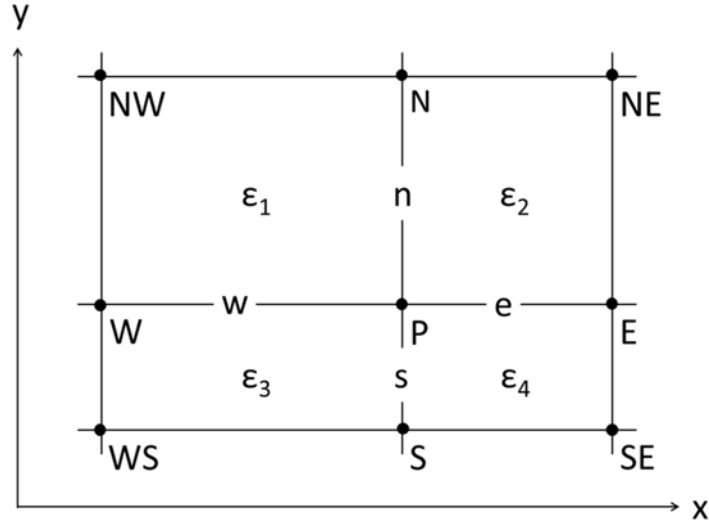 y
NW N NE
ε1 n ε2
w e
W P E
ε3 s ε4
WS S SE
x